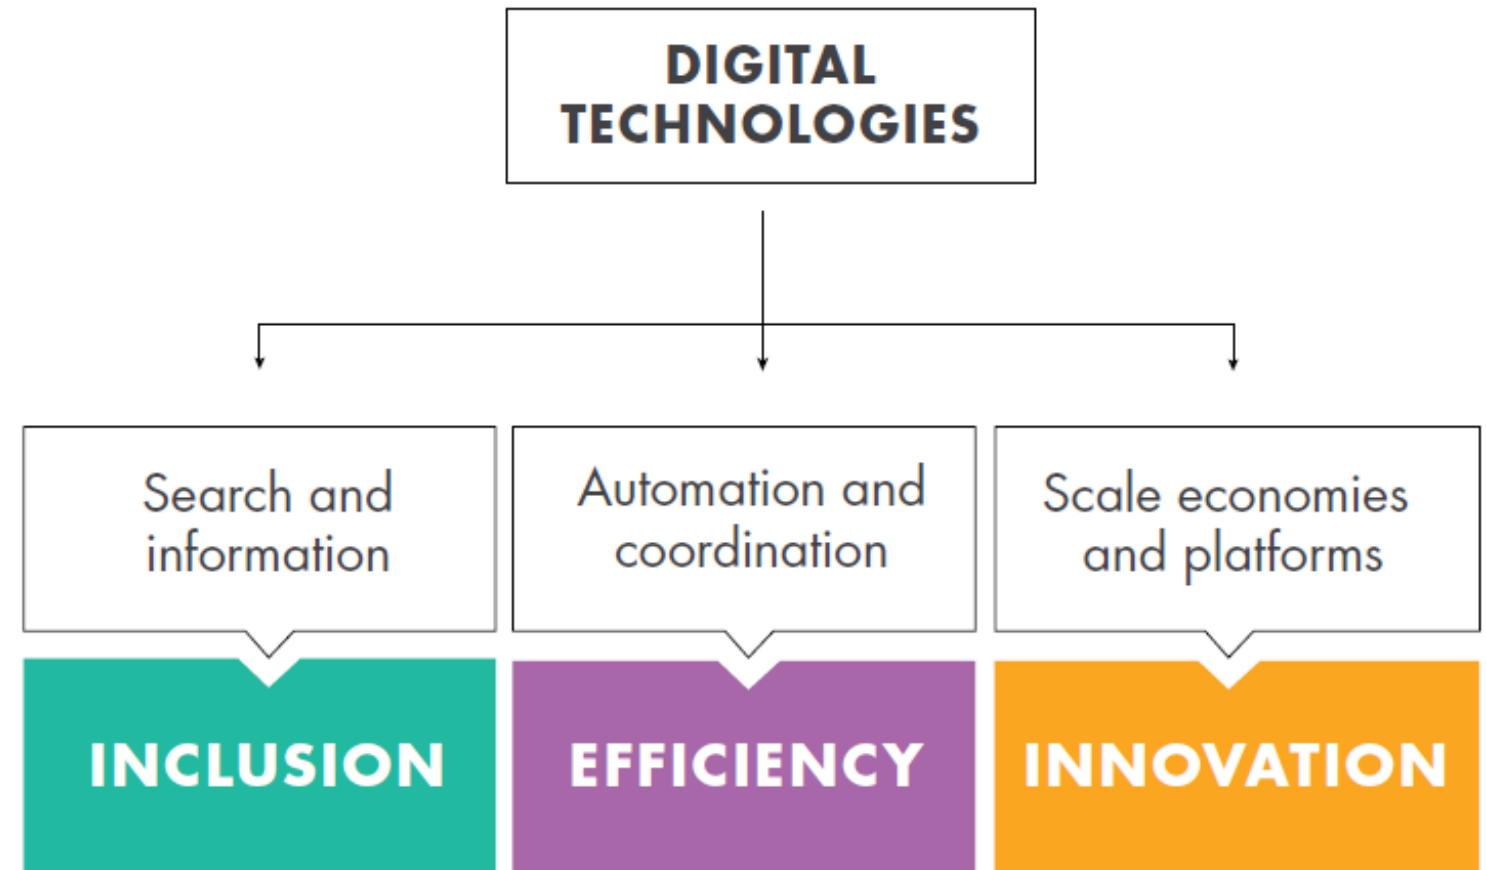 DIGITAL
TECHNOLOGIES
Search and
information
Automation and
coordination
Scale economies
and platforms
INCLUSION
EFFICIENCY
INNOVATION